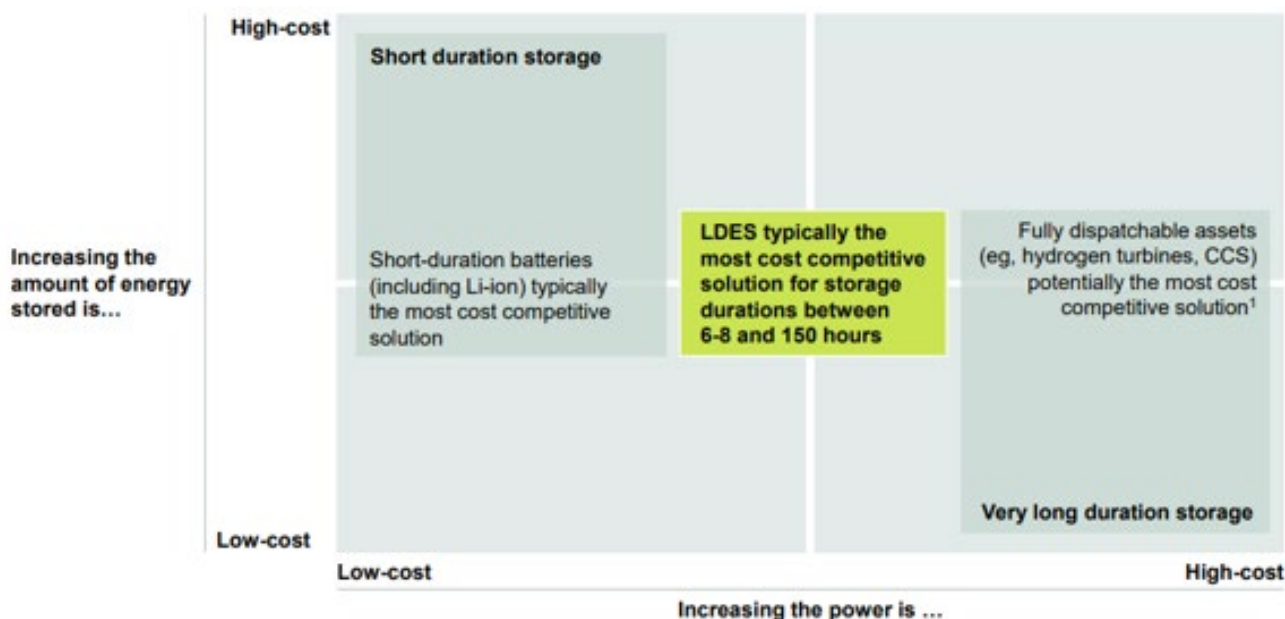 High-cost
Short duration storage
Increasing the
amount of energy
stored is...
Short-duration batteries
(including Li-ion) typically
the most cost competitive
solution
LDES typically the
most cost competitive
solution for storage
durations between
6-8 and 150 hours
Fully dispatchable assets
(eg, hydrogen turbines, CCS)
potentially the most cost
competitive solution¹
Very long duration storage
Low-cost
Low-cost
High-cost
Increasing the power is ...